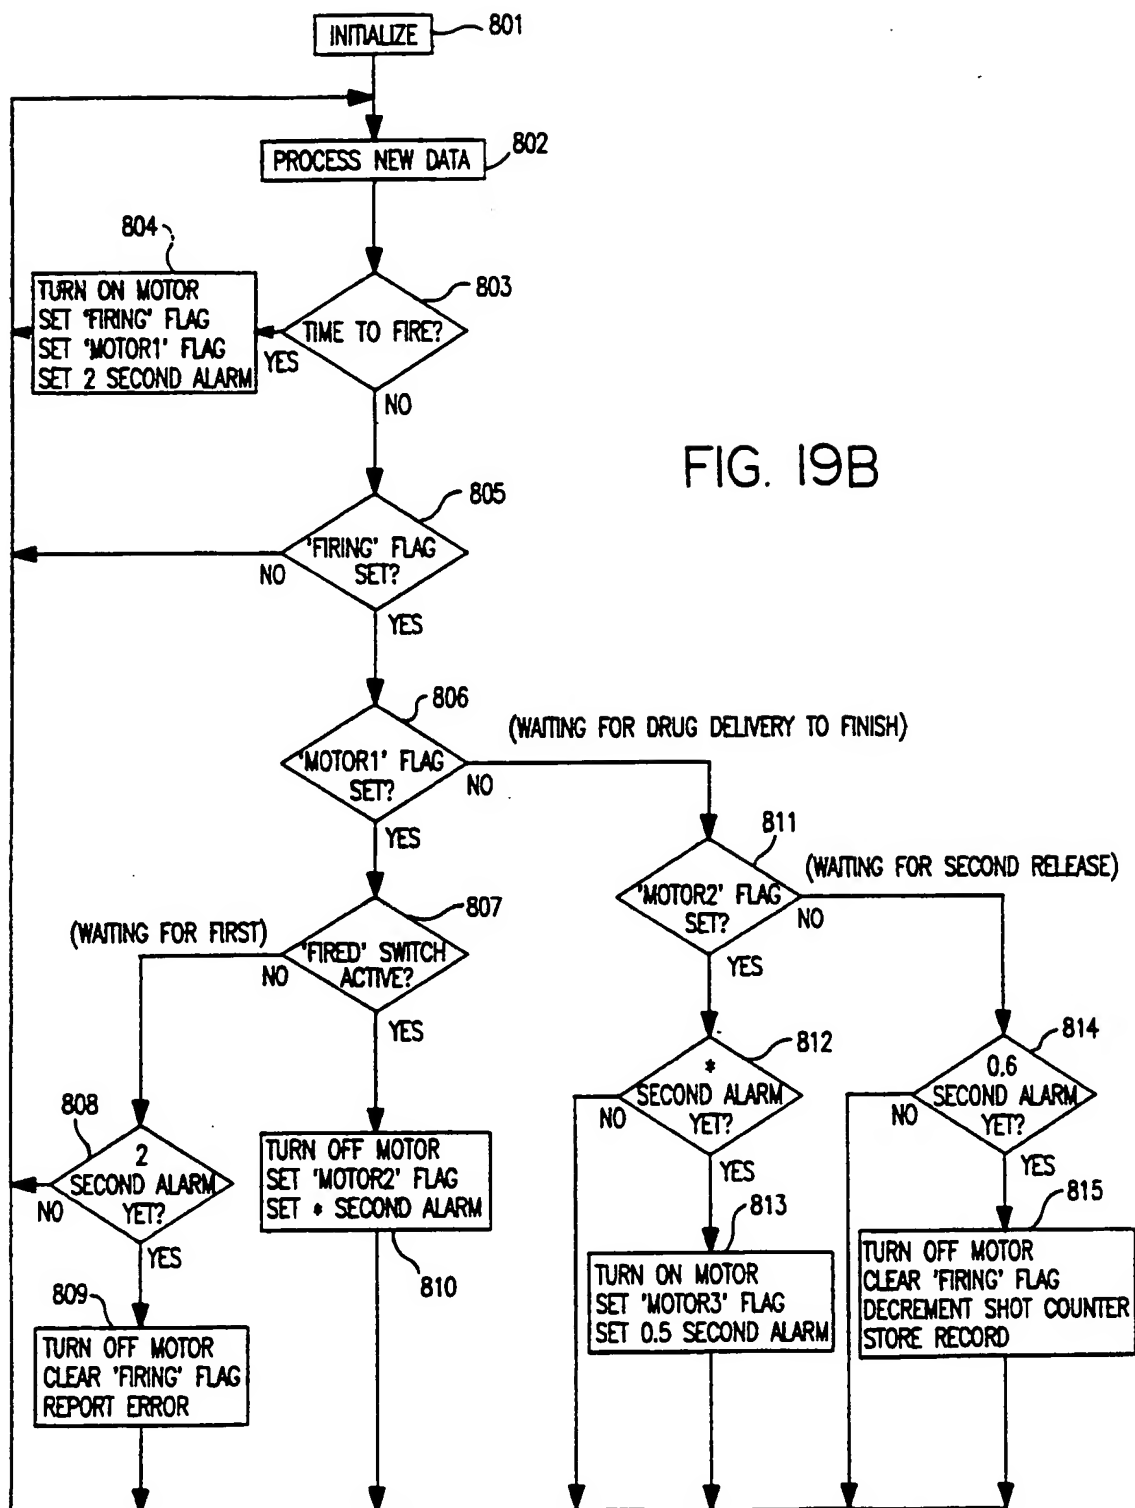 INITIALIZE
801
PROCESS NEW DATA
802
804
TURN ON MOTOR
SET 'FIRING' FLAG
SET 'MOTOR1' FLAG
SET 2 SECOND ALARM
TIME TO FIRE?
803
YES
NO
FIG. 19B
'FIRING' FLAG
SET?
805
NO
YES
'MOTOR1' FLAG
SET?
806
NO
YES
(WAITING FOR DRUG DELIVERY TO FINISH)
'MOTOR2' FLAG
SET?
811
NO
YES
(WAITING FOR SECOND RELEASE)
(WAITING FOR FIRST)
'FIRED' SWITCH
ACTIVE?
807
NO
YES
808
2
SECOND ALARM
YET?
NO
YES
TURN OFF MOTOR
SET 'MOTOR2' FLAG
SET * SECOND ALARM
810
*
SECOND ALARM
YET?
812
NO
YES
0.6
SECOND ALARM
YET?
814
NO
YES
809
TURN OFF MOTOR
CLEAR 'FIRING' FLAG
REPORT ERROR
813
TURN ON MOTOR
SET 'MOTOR3' FLAG
SET 0.5 SECOND ALARM
815
TURN OFF MOTOR
CLEAR 'FIRING' FLAG
DECREMENT SHOT COUNTER
STORE RECORD